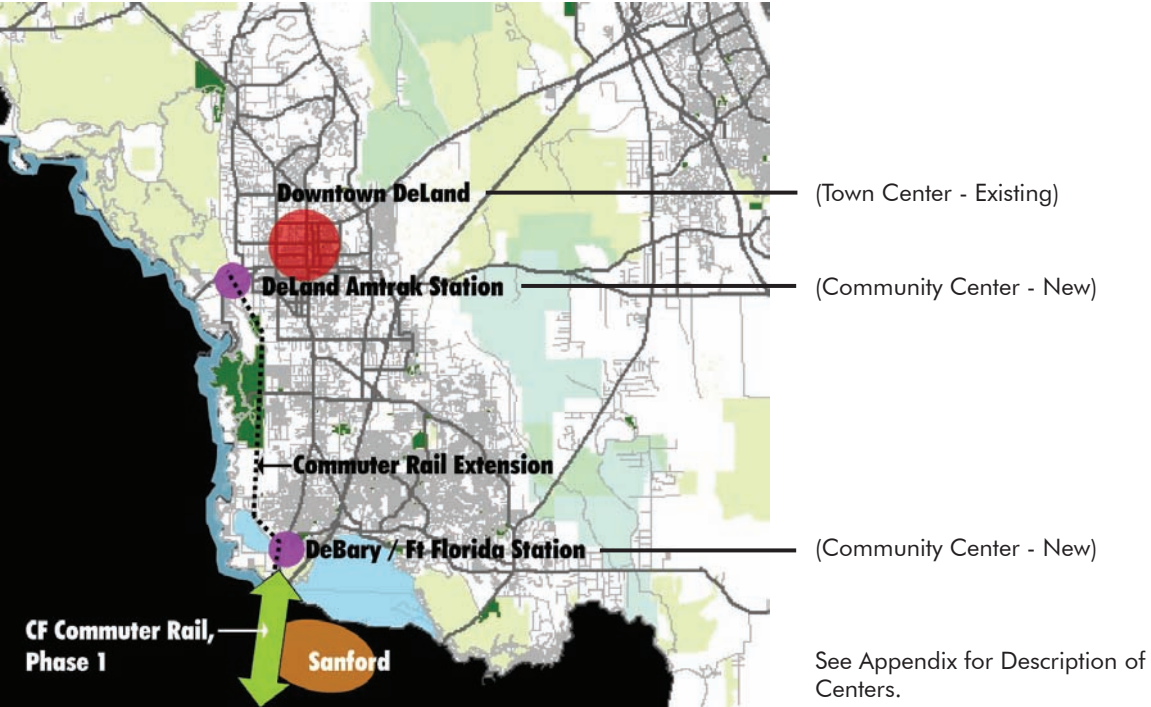 Downtown DeLand
(Town Center - Existing)
DeLand Amtrak Station
(Community Center - New)
Commuter Rail Extension
DeBary / Ft Florida Station
(Community Center - New)
CF Commuter Rail,
Phase 1
Sanford
See Appendix for Description of
Centers.